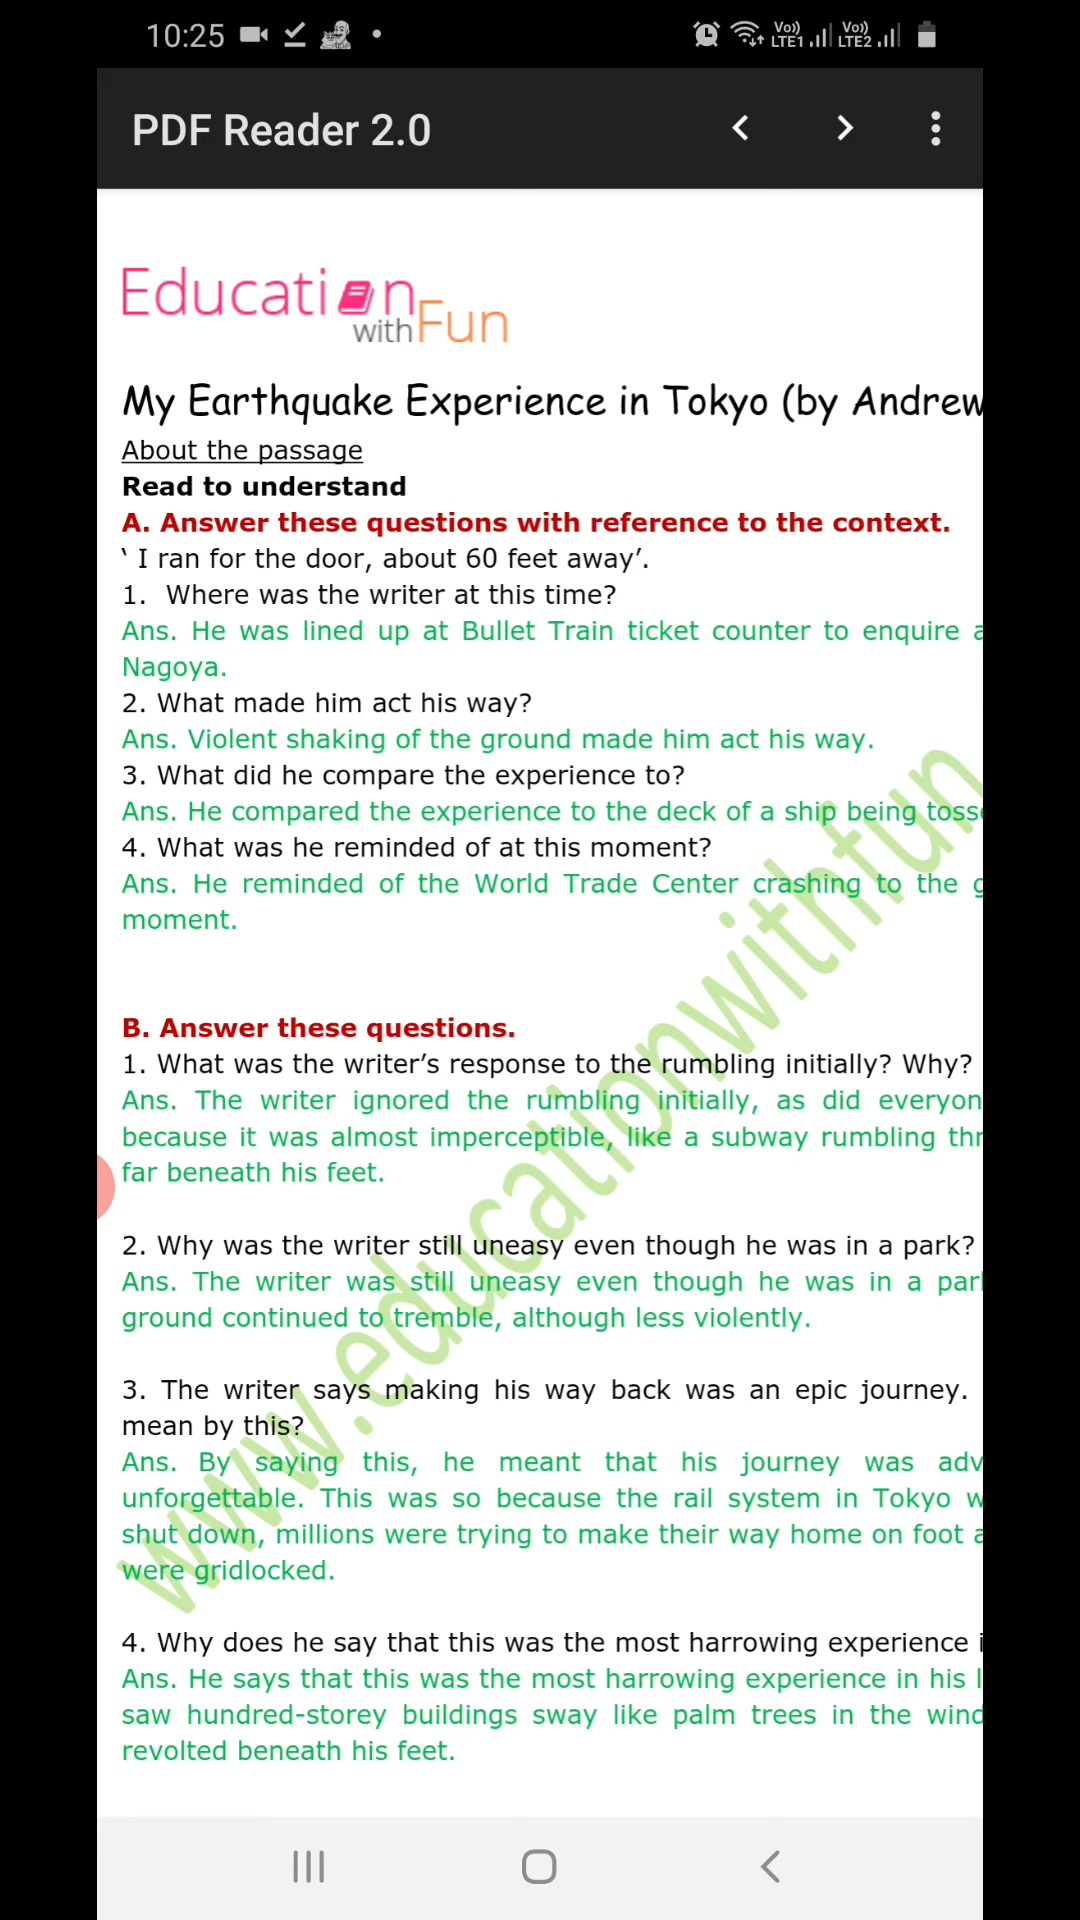 10:25
Vo)) LTE1 Vo)) LTE2
PDF Reader 2.0
Education
with Fun
My Earthquake Experience in Tokyo (by Andrew
About the passage
Read to understand
A. Answer these questions with reference to the context.
‘ I ran for the door, about 60 feet away’.
1. Where was the writer at this time?
Ans. He was lined up at Bullet Train ticket counter to enquire
Nagoya.
2. What made him act his way?
Ans. Violent shaking of the ground made him act his way.
3. What did he compare the experience to?
Ans. He compared the experience to the deck of a ship being
4. What was he reminded of at this moment?
Ans. He reminded of the World Trade Center crashing to the
moment.
B. Answer these questions.
1. What was the writer’s response to the rumbling initially? Why?
Ans. The writer ignored the rumbling initially, as did everyon
because it was almost imperceptible, like a subway rumbling
far beneath his feet.
2. Why was the writer still uneasy even though he was in a park?
Ans. The writer was still uneasy even though he was in a
ground continued to tremble, although less violently.
3. The writer says making his way back was an epic journey.
mean by this?
Ans. By saying this, he meant that his journey was adv
unforgettable. This was so because the rail system in Tokyo
shut down, millions were trying to make their way home on foot
were gridlocked.
4. Why does he say that this was the most harrowing experience
Ans. He says that this was the most harrowing experience in his
saw hundred-storey buildings sway like palm trees in the wind
revolted beneath his feet.
www.educationwithfun